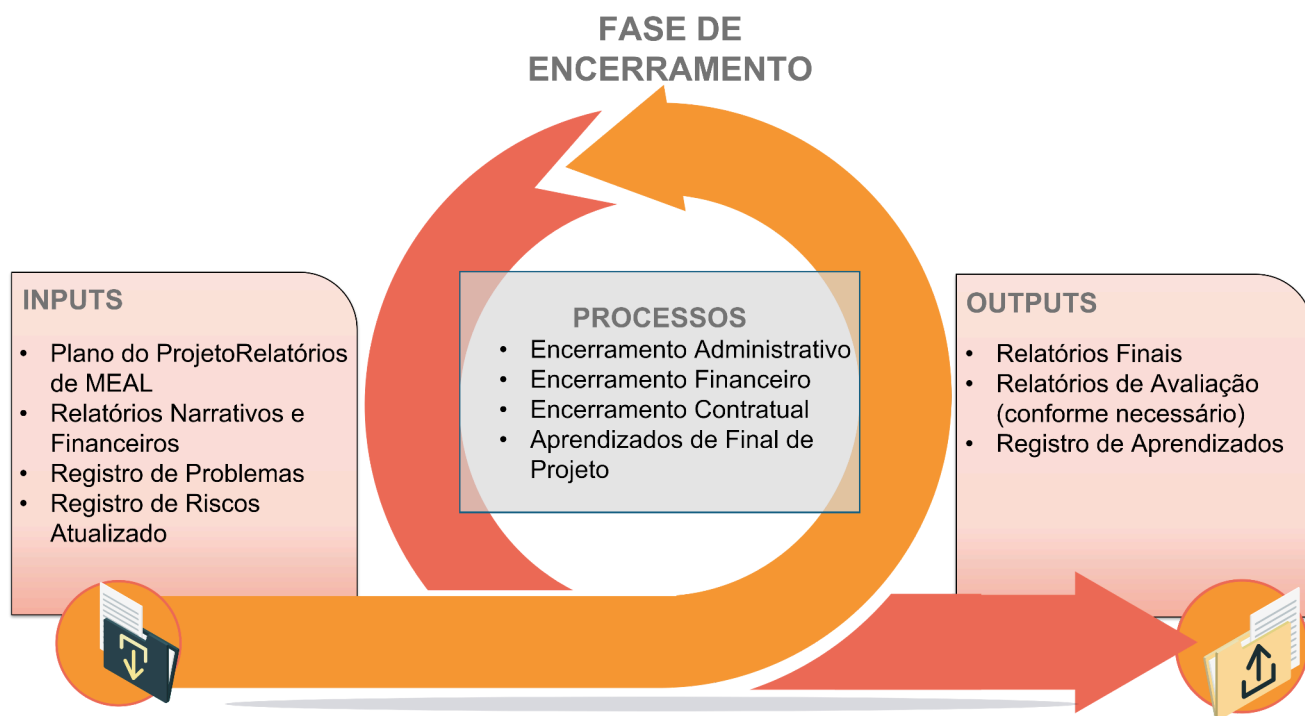 FASE DE
ENCERRAMENTO
INPUTS
• Plano do ProjetoRelatórios
de MEAL
• Relatórios Narrativos e
Financeiros
• Registro de Problemas
• Registro de Riscos
Atualizado
PROCESSOS
• Encerramento Administrativo
• Encerramento Financeiro
• Encerramento Contratual
• Aprendizados de Final de
Projeto
OUTPUTS
• Relatórios Finais
• Relatórios de Avaliação
(conforme necessário)
• Registro de Aprendizados